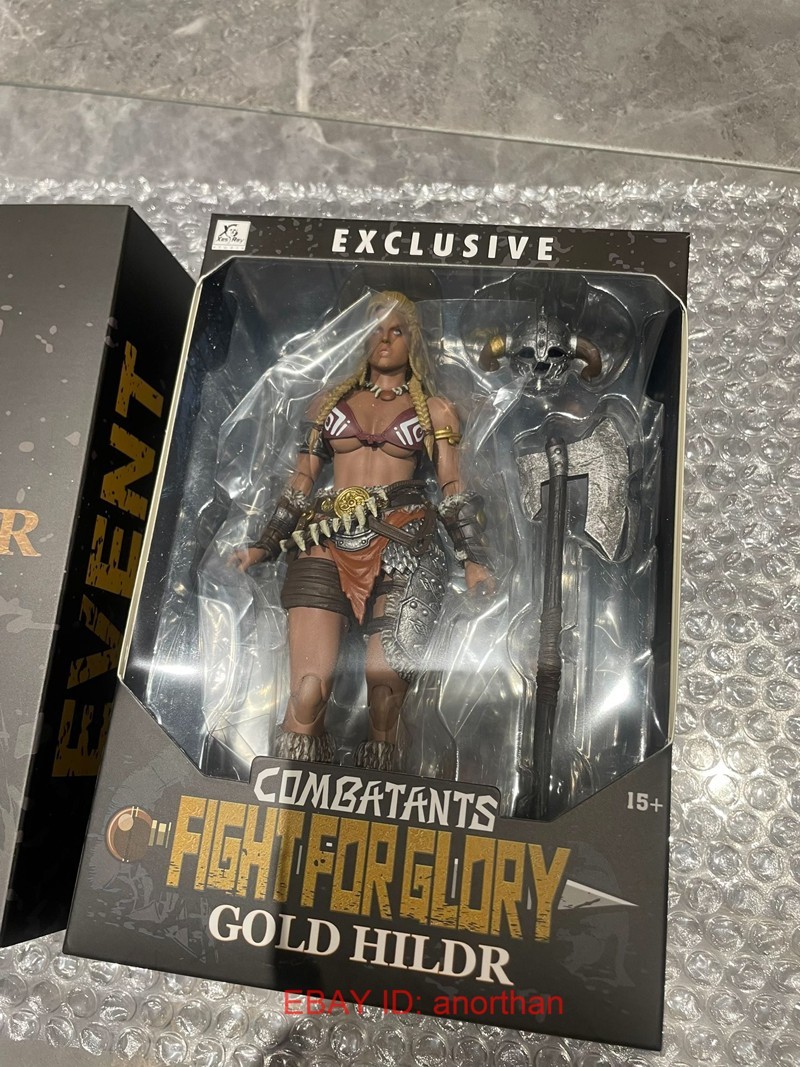 EXCLUSIVE
EVENT
R
COMBATANTS
15+
FIGHT FOR GLORY
GOLD HILDR
EBAY ID: anorthan